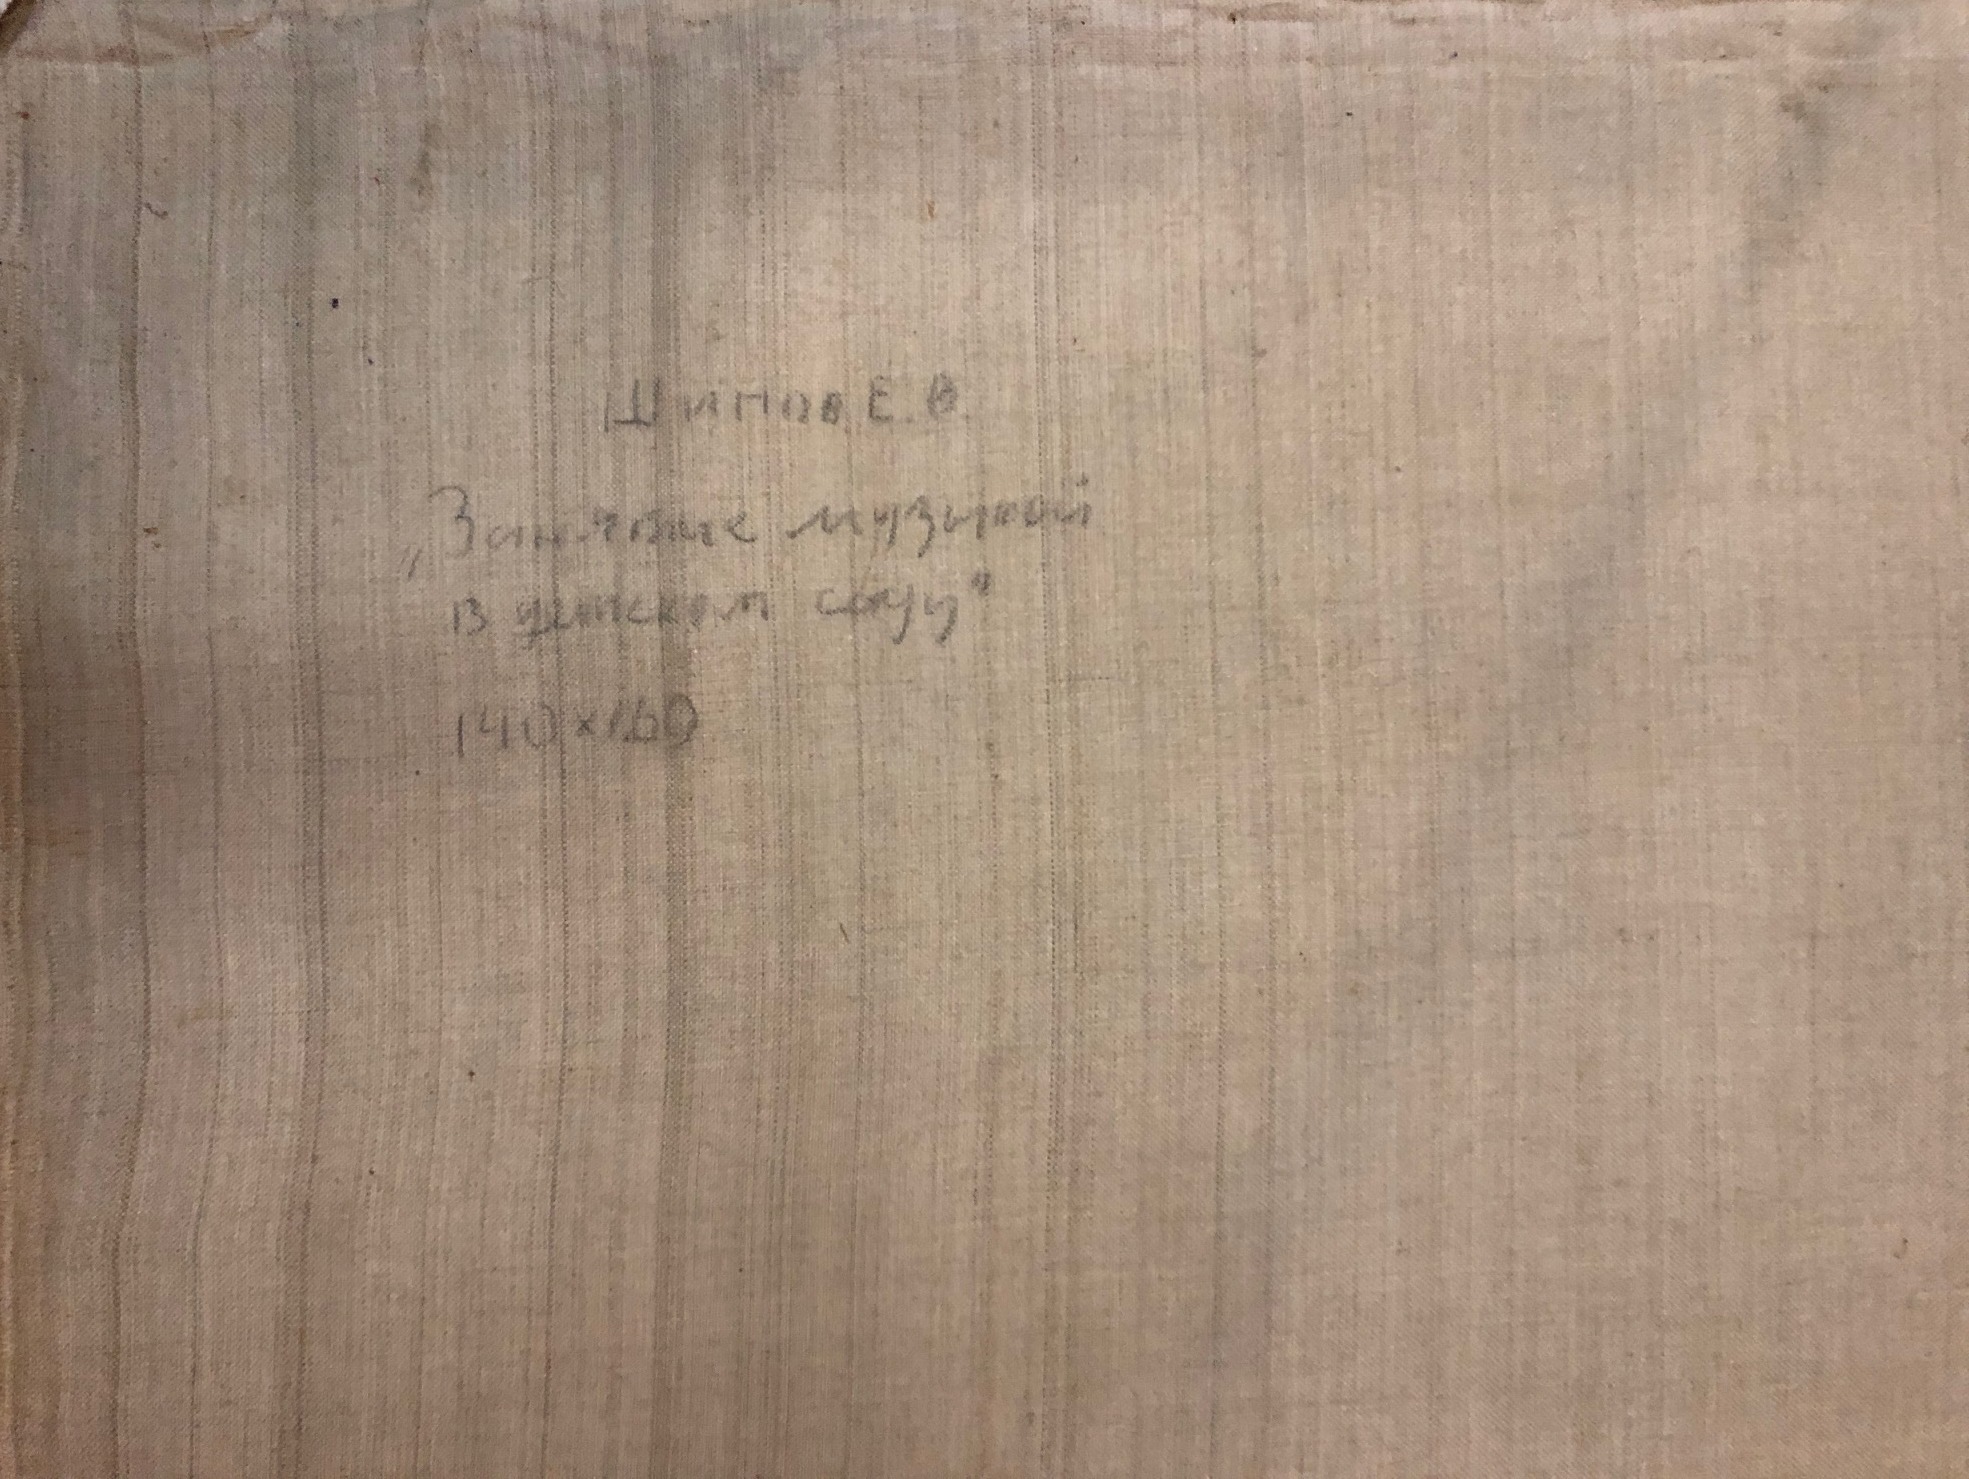 Шипов Е. В.
„Занятие музыкой
в детском саду"
140×160